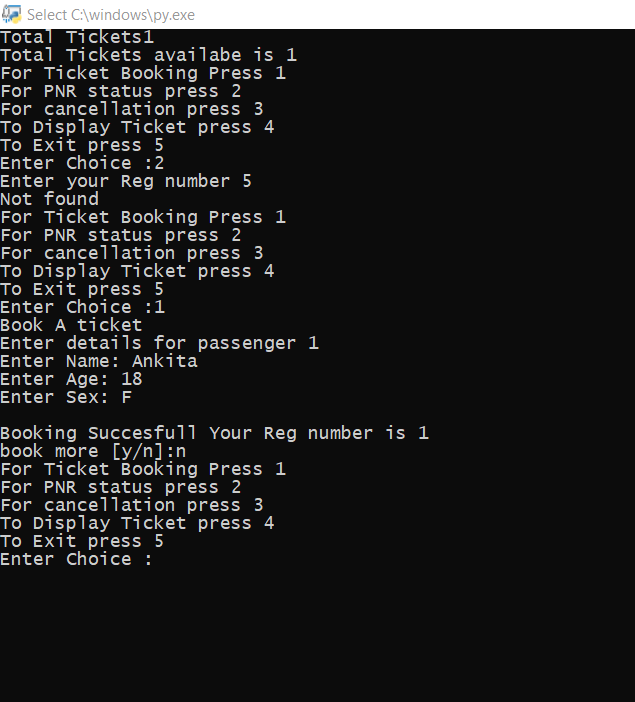 Select C:\windows\py.exe
Total Tickets1
Total Tickets availabe is 1
For Ticket Booking Press 1
For PNR status press 2
For cancellation press 3
To Display Ticket press 4
To Exit press 5
Enter Choice :2
Enter your Reg number 5
Not found
For Ticket Booking Press 1
For PNR status press 2
For cancellation press 3
To Display Ticket press 4
To Exit press 5
Enter Choice :1
Book A ticket
Enter details for passenger 1
Enter Name: Ankita
Enter Age: 18
Enter Sex: F
Booking Succesfull Your Reg number is 1
book more [y/n]:n
For Ticket Booking Press 1
For PNR status press 2
For cancellation press 3
To Display Ticket press 4
To Exit press 5
Enter Choice :